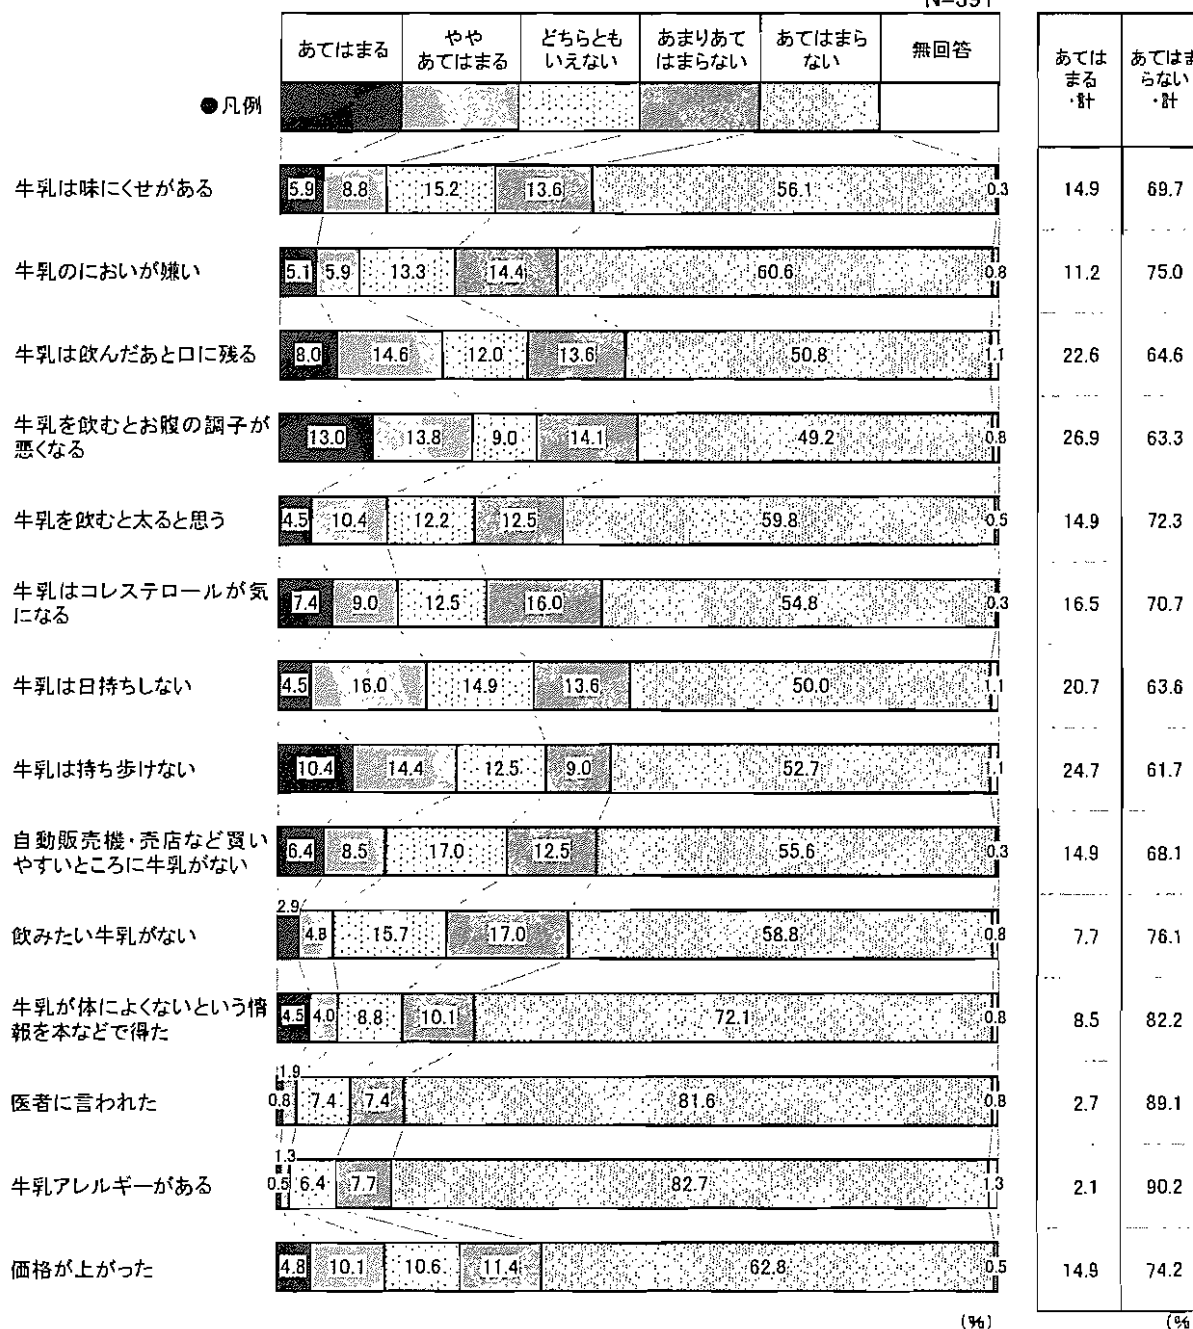 あてはまる やや あてはまる どちらとも いえない あまりあて はまらない あてはまら ない 無回答
あては まる ・計 あてはま らない ・計
●凡例
牛乳は味にくせがある 5.9 8.8 15.2 13.6 56.1 0.3 14.9 69.7
牛乳のにおいが嫌い 5.1 5.9 13.3 14.4 60.6 0.8 11.2 75.0
牛乳は飲んだあと口に残る 8.0 14.6 12.0 13.6 50.8 1.1 22.6 64.6
牛乳を飲むとお腹の調子が
悪くなる 13.0 13.8 9.0 14.1 49.2 0.8 26.9 63.3
牛乳を飲むと太ると思う 4.5 10.4 12.2 12.5 59.8 0.5 14.9 72.3
牛乳はコレステロールが気
になる 7.4 9.0 12.5 16.0 54.8 0.3 16.5 70.7
牛乳は日持ちしない 4.5 16.0 14.9 13.6 50.0 1.1 20.7 63.6
牛乳は持ち歩けない 10.4 14.4 12.5 9.0 52.7 1.1 24.7 61.7
自動販売機・売店など買い
やすいところに牛乳がない 6.4 8.5 17.0 12.5 55.6 0.3 14.9 68.1
飲みたい牛乳がない 2.9 4.8 15.7 17.0 58.8 0.8 7.7 76.1
牛乳が体によくないという情
報を本などで得た 4.5 4.0 8.8 10.1 72.1 0.8 8.5 82.2
医者に言われた 0.8 1.9 7.4 7.4 81.6 0.8 2.7 89.1
牛乳アレルギーがある 0.5 1.3 6.4 7.7 82.7 1.3 2.1 90.2
価格が上がった 4.8 10.1 10.6 11.4 62.8 0.5 14.9 74.2
(%) (%